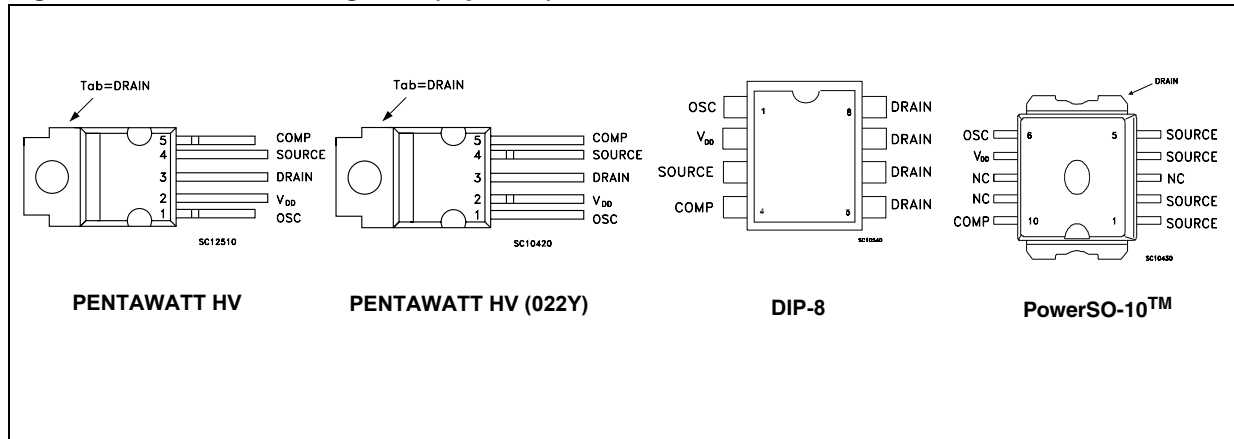 Tab=DRAIN
5 COMP
4 SOURCE
3 DRAIN
2 VDD
1 OSC
SC12510
PENTAWATT HV
Tab=DRAIN
5 COMP
4 SOURCE
3 DRAIN
2 VDD
1 OSC
SC10420
PENTAWATT HV (022Y)
OSC 1 8 DRAIN
VDD DRAIN
SOURCE DRAIN
COMP 4 5 DRAIN
SC10540
DIP-8
DRAIN
OSC 6 5 SOURCE
VDD SOURCE
NC NC
NC SOURCE
COMP 10 1 SOURCE
SC10430
PowerSO-10TM